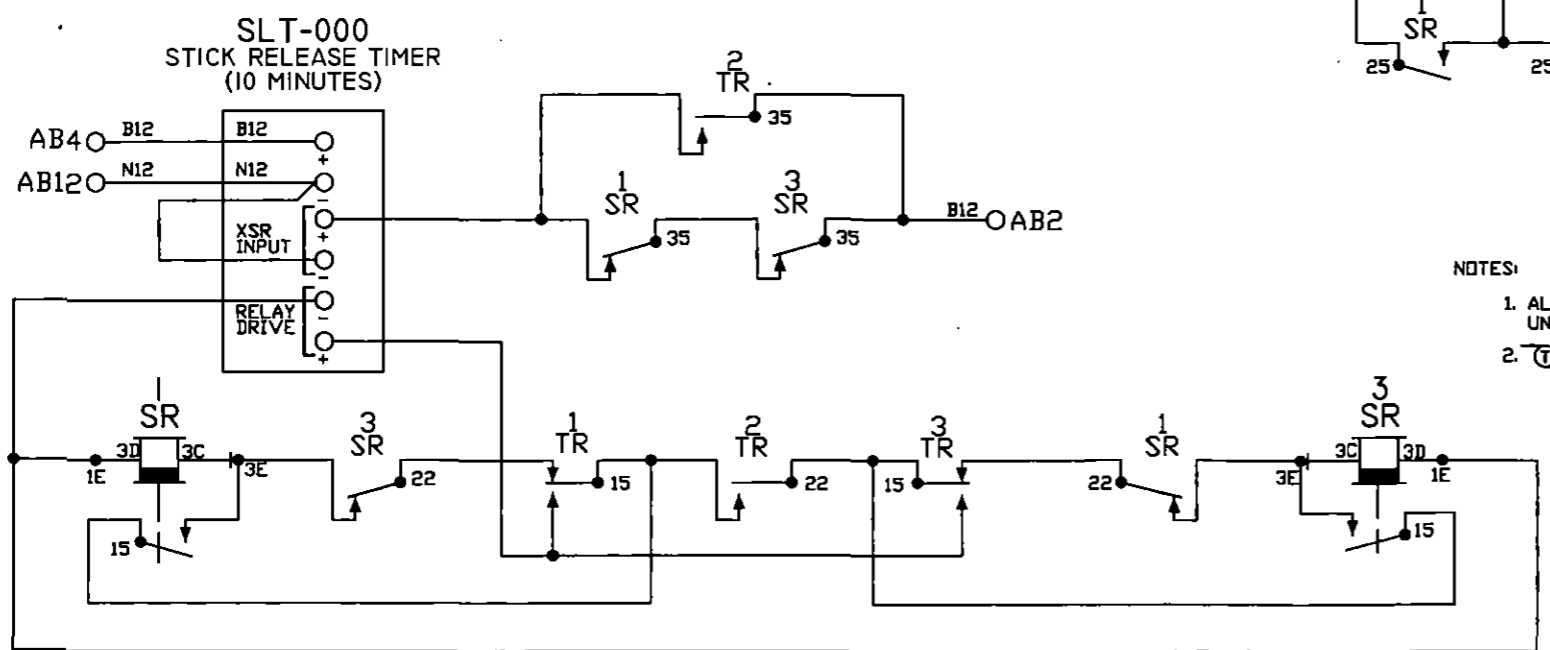 SLT-000
STICK RELEASE TIMER
(10 MINUTES)
1
SR
25
25
2
TR
35
AB4
B12
B12
+
AB12
N12
N12
-
XSR
INPUT
+
-
RELAY
DRIVE
-
+
1
SR
35
3
SR
35
B12
AB2
NOTES:
1. AL
UN
2. T
SR
3D
3C
1E
3E
15
3
SR
22
1
TR
15
2
TR
22
3
TR
15
1
SR
22
3
SR
3C
3D
3E
1E
15